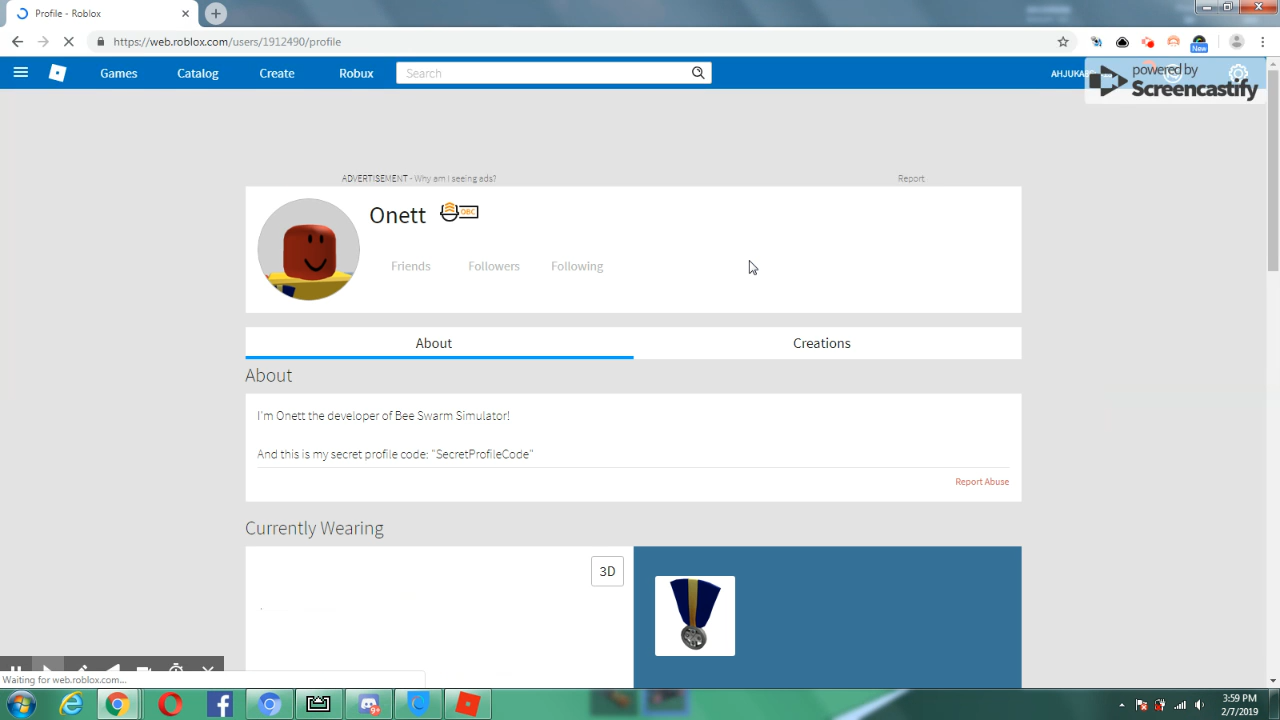 Profile - Roblox
https://web.roblox.com/users/1912490/profile
New
Games Catalog Create Robux Search
powered by
Screencastify
ADVERTISEMENT - Why am I seeing ads? Report
Onett OBC
Friends Followers Following
About Creations
About
I'm Onett the developer of Bee Swarm Simulator!
And this is my secret profile code: "SecretProfileCode"
Report Abuse
Currently Wearing
3D
Waiting for web.roblox.com...
3:59 PM
2/7/2019